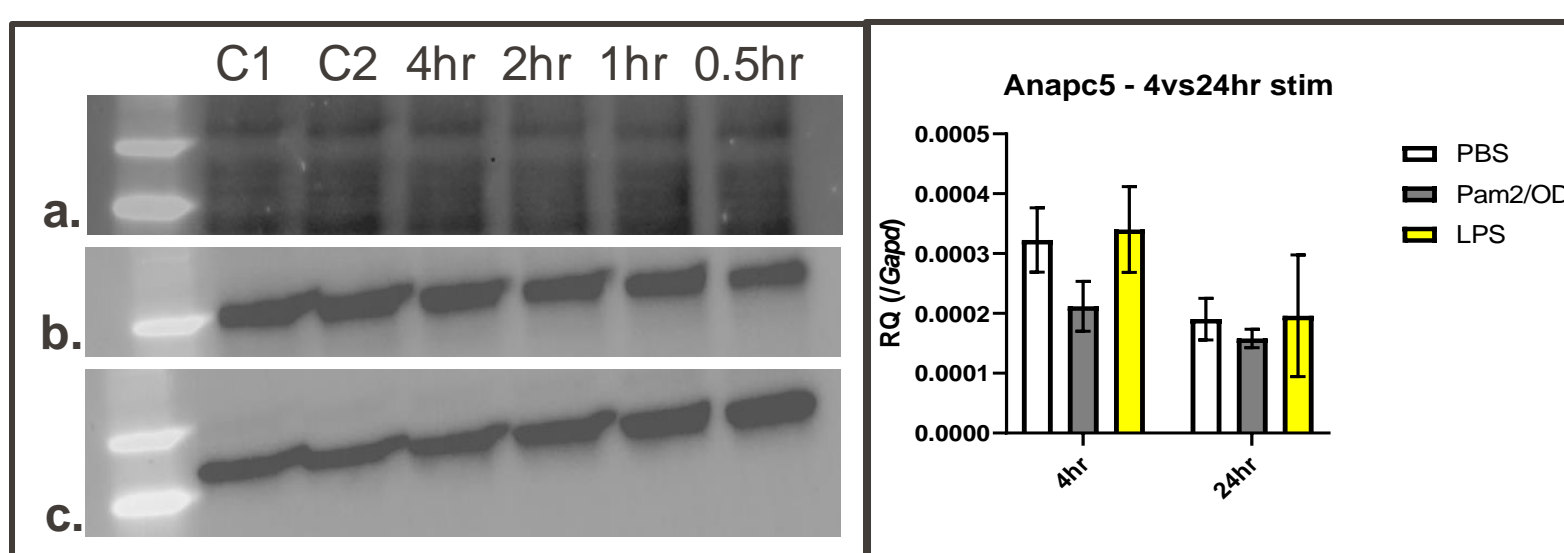 C1 C2 4hr 2hr 1hr 0.5hr
a.
b.
c.
Anapc5 - 4vs24hr stim
RQ (/Gapd)
0.0005
0.0004
0.0003
0.0002
0.0001
0.0000
4hr 24hr
PBS
Pam2/OD
LPS